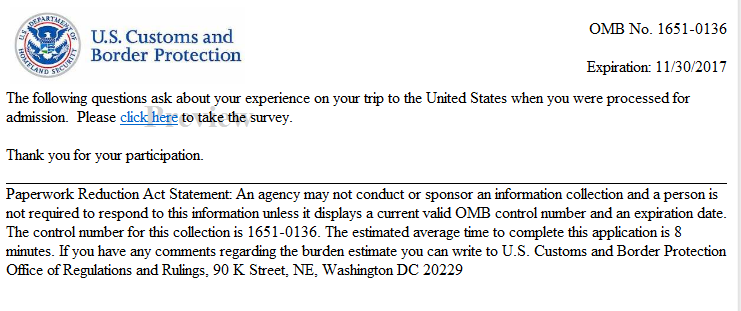 U.S. Customs and
Border Protection
OMB No. 1651-0136
Expiration: 11/30/2017
The following questions ask about your experience on your trip to the United States when you were processed for
admission.  Please click here to take the survey.
Preview
Thank you for your participation.
Paperwork Reduction Act Statement: An agency may not conduct or sponsor an information collection and a person is
not required to respond to this information unless it displays a current valid OMB control number and an expiration date.
The control number for this collection is 1651-0136. The estimated average time to complete this application is 8
minutes. If you have any comments regarding the burden estimate you can write to U.S. Customs and Border Protection
Office of Regulations and Rulings, 90 K Street, NE, Washington DC 20229